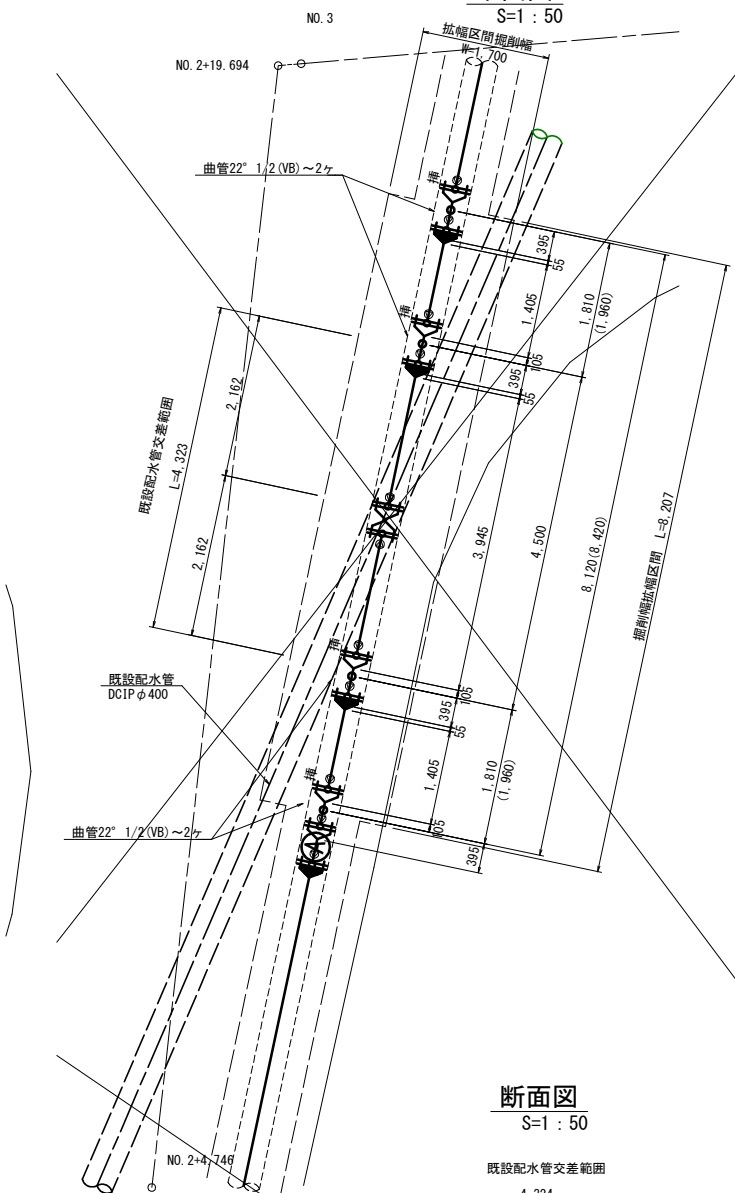 S=1 : 50
NO. 3
拡幅区間掘削幅
W=1,700
NO. 2+19.694
曲管22° 1/2(VB)～2ケ
挿
挿
395
55
1,405
105
395
55
1,810
(1,960)
2,162
既設配水管交差範囲
L=4,323
2,162
3,945
4,500
8,120(8,420)
掘削幅拡幅区間 L=8,207
挿
既設配水管
DCIPφ400
105
395
55
1,405
1,810
(1,960)
挿
105
395
曲管22° 1/2(VB)～2ケ
A
断面図
S=1 : 50
NO. 2+4.746
既設配水管交差範囲